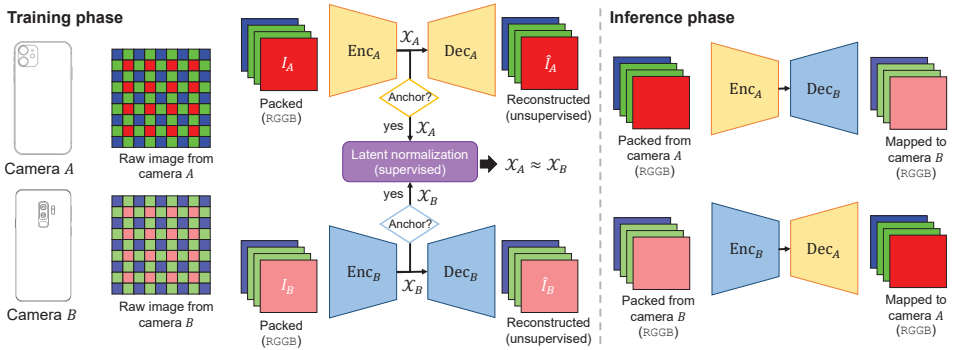 Training phase
Camera A
Raw image from
camera A
I_A
Packed
(RGGB)
Enc_A
𝒳_A
Dec_A
Î_A
Reconstructed
(unsupervised)
Anchor?
yes
𝒳_A
Latent normalization
(supervised)
𝒳_A ≈ 𝒳_B
yes
𝒳_B
Anchor?
Camera B
Raw image from
camera B
I_B
Packed
(RGGB)
Enc_B
𝒳_B
Dec_B
Î_B
Reconstructed
(unsupervised)
Inference phase
Packed from
camera A
(RGGB)
Enc_A
Dec_B
Mapped to
camera B
(RGGB)
Packed from
camera B
(RGGB)
Enc_B
Dec_A
Mapped to
camera A
(RGGB)